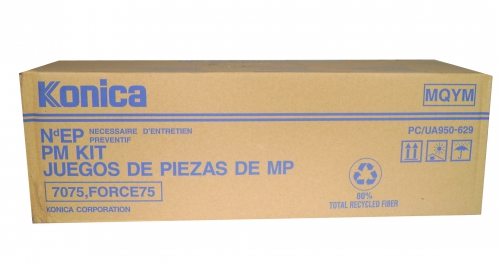 Konica
MQYM
NdEP NECESSAIRE D'ENTRETIEN
PREVENTIF
PC/UA950-629
PM KIT
JUEGOS DE PIEZAS DE MP
7075,FORCE75
KONICA CORPORATION
80%
TOTAL RECYCLED FIBER